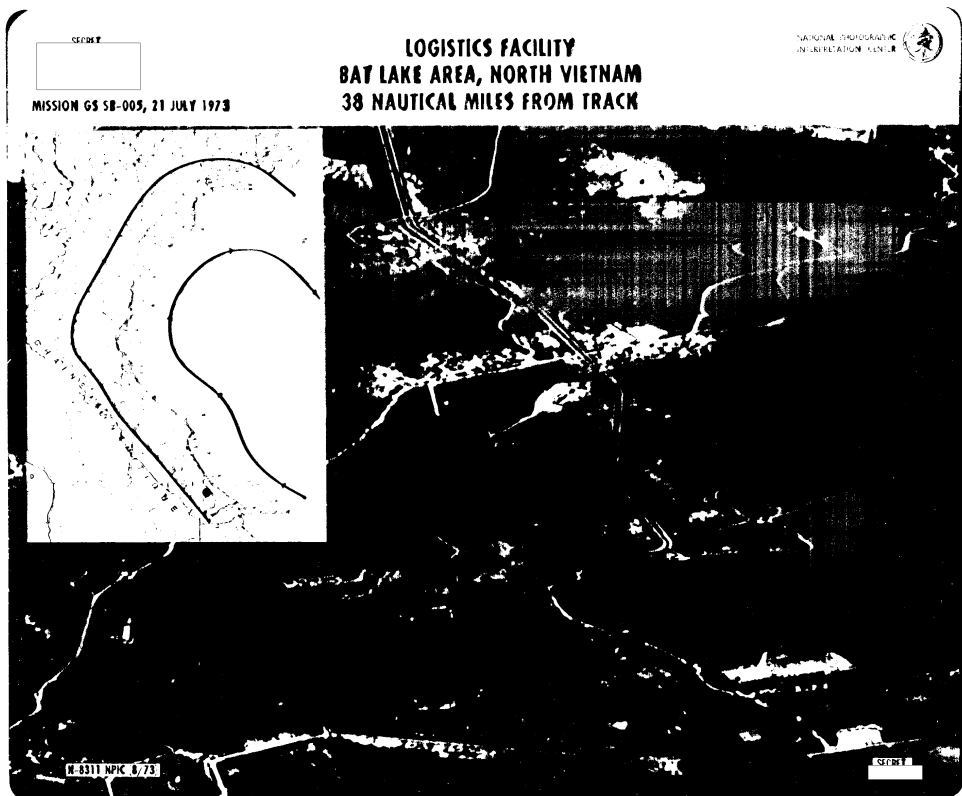 SECRET
LOGISTICS FACILITY
BAT LAKE AREA, NORTH VIETNAM
38 NAUTICAL MILES FROM TRACK
NATIONAL PHOTOGRAPHIC
INTERPRETATION CENTER
MISSION GS SB-005, 21 JULY 1973
N-8311 NPIC 8/73
SECRET